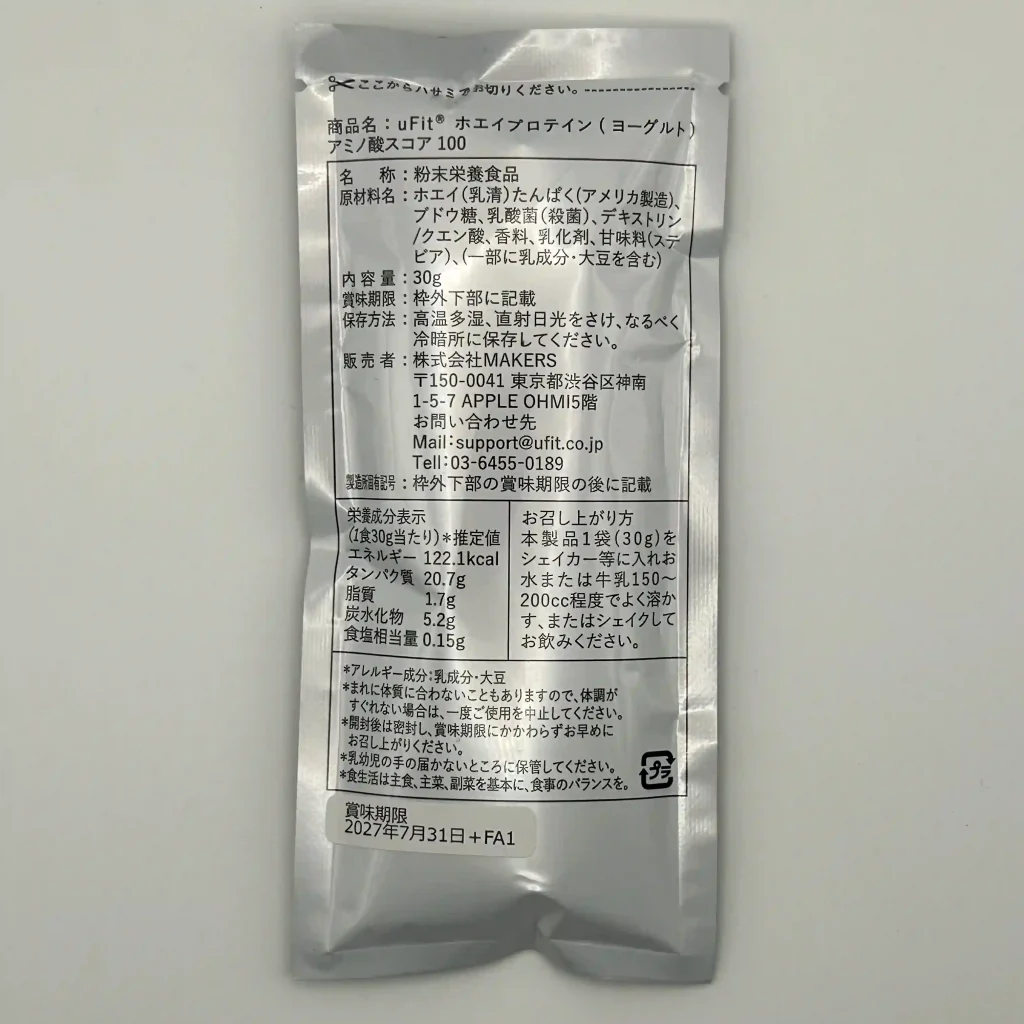 ここからハサミでお切りください。
商品名：uFit® ホエイプロテイン（ヨーグルト）
アミノ酸スコア 100
名　称：粉末栄養食品
原材料名：ホエイ(乳清)たんぱく(アメリカ製造)、
ブドウ糖、乳酸菌(殺菌)、デキストリン
/クエン酸、香料、乳化剤、甘味料(ステ
ビア)、(一部に乳成分・大豆を含む)
内容量：30g
賞味期限：枠外下部に記載
保存方法：高温多湿、直射日光をさけ、なるべく
冷暗所に保存してください。
販売者：株式会社MAKERS
〒150-0041 東京都渋谷区神南
1-5-7 APPLE OHMI5階
お問い合わせ先
Mail：support@ufit.co.jp
Tell：03-6455-0189
製造所固有記号：枠外下部の賞味期限の後に記載
栄養成分表示
(1食30g当たり)＊推定値
エネルギー 122.1kcal
タンパク質 20.7g
脂質 1.7g
炭水化物 5.2g
食塩相当量 0.15g
お召し上がり方
本製品1袋(30g)を
シェイカー等に入れお
水または牛乳150〜
200cc程度でよく溶か
す、またはシェイクして
お飲みください。
＊アレルギー成分：乳成分・大豆
＊まれに体質に合わないこともありますので、体調が
すぐれない場合は、一度ご使用を中止してください。
＊開封後は密封し、賞味期限にかかわらずお早めに
お召し上がりください。
＊乳幼児の手の届かないところに保管してください。
＊食生活は主食、主菜、副菜を基本に、食事のバランスを。
プラ
賞味期限
2027年7月31日＋FA1